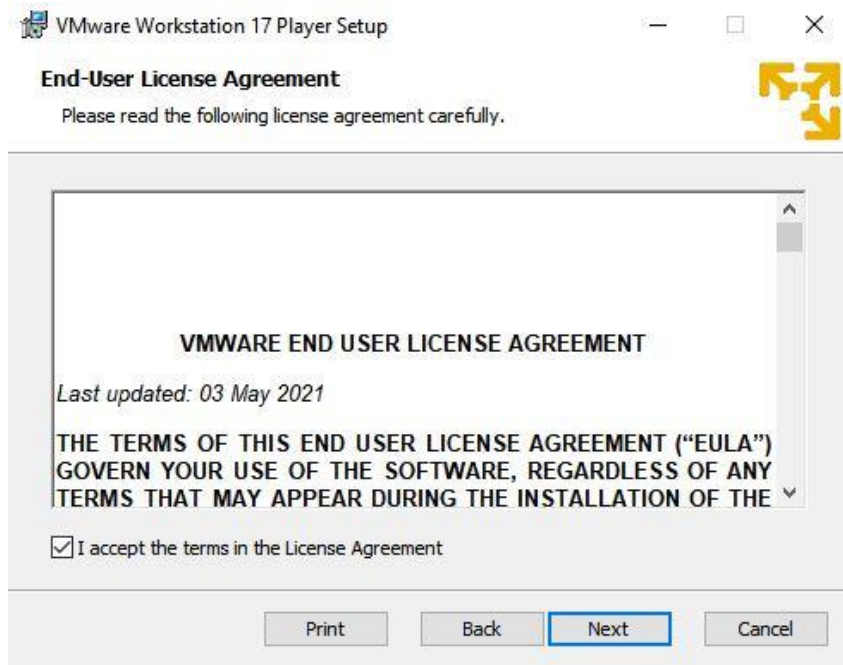 VMware Workstation 17 Player Setup
End-User License Agreement
Please read the following license agreement carefully.
VMWARE END USER LICENSE AGREEMENT
Last updated: 03 May 2021
THE TERMS OF THIS END USER LICENSE AGREEMENT (“EULA”)
GOVERN YOUR USE OF THE SOFTWARE, REGARDLESS OF ANY
TERMS THAT MAY APPEAR DURING THE INSTALLATION OF THE
I accept the terms in the License Agreement
Print Back Next Cancel